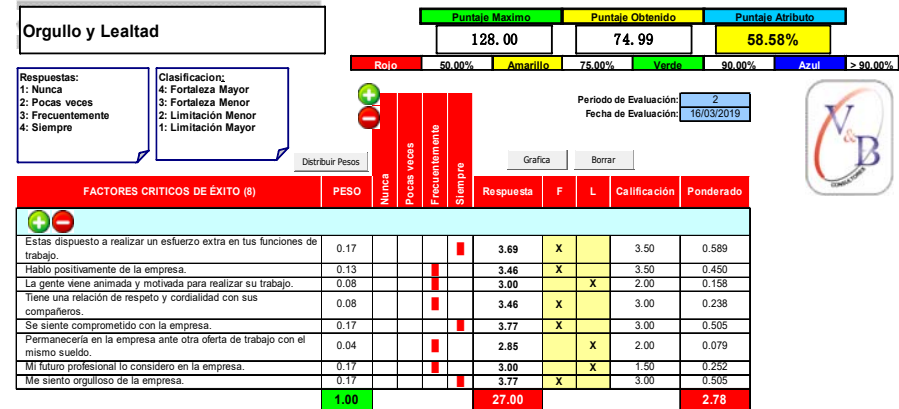 Orgullo y Lealtad
Puntaje Maximo Puntaje Obtenido Puntaje Atributo
128.00 74.99 58.58%
Rojo 50.00% Amarillo 75.00% Verde 90.00% Azul > 90.00%
Respuestas:
1: Nunca
2: Pocas veces
3: Frecuentemente
4: Siempre
Clasificacion:
4: Fortaleza Mayor
3: Fortaleza Menor
2: Limitación Menor
1: Limitación Mayor
Periodo de Evaluación: 2
Fecha de Evaluación: 16/03/2019
Distribuir Pesos
Grafica Borrar
V&B
CONSULTORES
FACTORES CRITICOS DE ÉXITO (8) PESO Nunca Pocas veces Frecuentemente Siempre Respuesta F L Calificación Ponderado
Estas dispuesto a realizar un esfuerzo extra en tus funciones de
trabajo. 0.17 3.69 X 3.50 0.589
Hablo positivamente de la empresa. 0.13 3.46 X 3.50 0.450
La gente viene animada y motivada para realizar su trabajo. 0.08 3.00 X 2.00 0.158
Tiene una relación de respeto y cordialidad con sus
compañeros. 0.08 3.46 X 3.00 0.238
Se siente comprometido con la empresa. 0.17 3.77 X 3.00 0.505
Permanecería en la empresa ante otra oferta de trabajo con el
mismo sueldo. 0.04 2.85 X 2.00 0.079
Mi futuro profesional lo considero en la empresa. 0.17 3.00 X 1.50 0.252
Me siento orgulloso de la empresa. 0.17 3.77 X 3.00 0.505
1.00 27.00 2.78